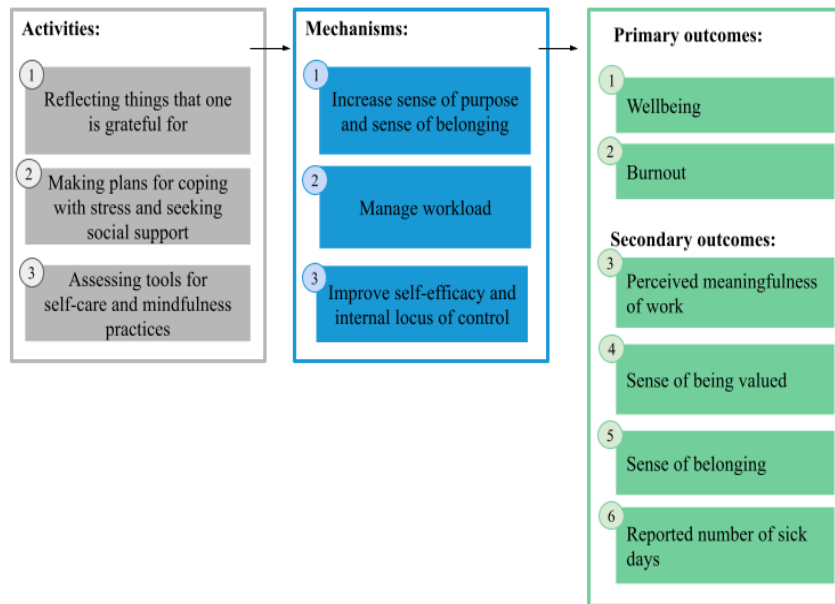 Activities:
1
Reflecting things that one
is grateful for
2
Making plans for coping
with stress and seeking
social support
3
Assessing tools for
self-care and mindfulness
practices
Mechanisms:
1
Increase sense of purpose
and sense of belonging
2
Manage workload
3
Improve self-efficacy and
internal locus of control
Primary outcomes:
1
Wellbeing
2
Burnout
Secondary outcomes:
3
Perceived meaningfulness
of work
4
Sense of being valued
5
Sense of belonging
6
Reported number of sick
days